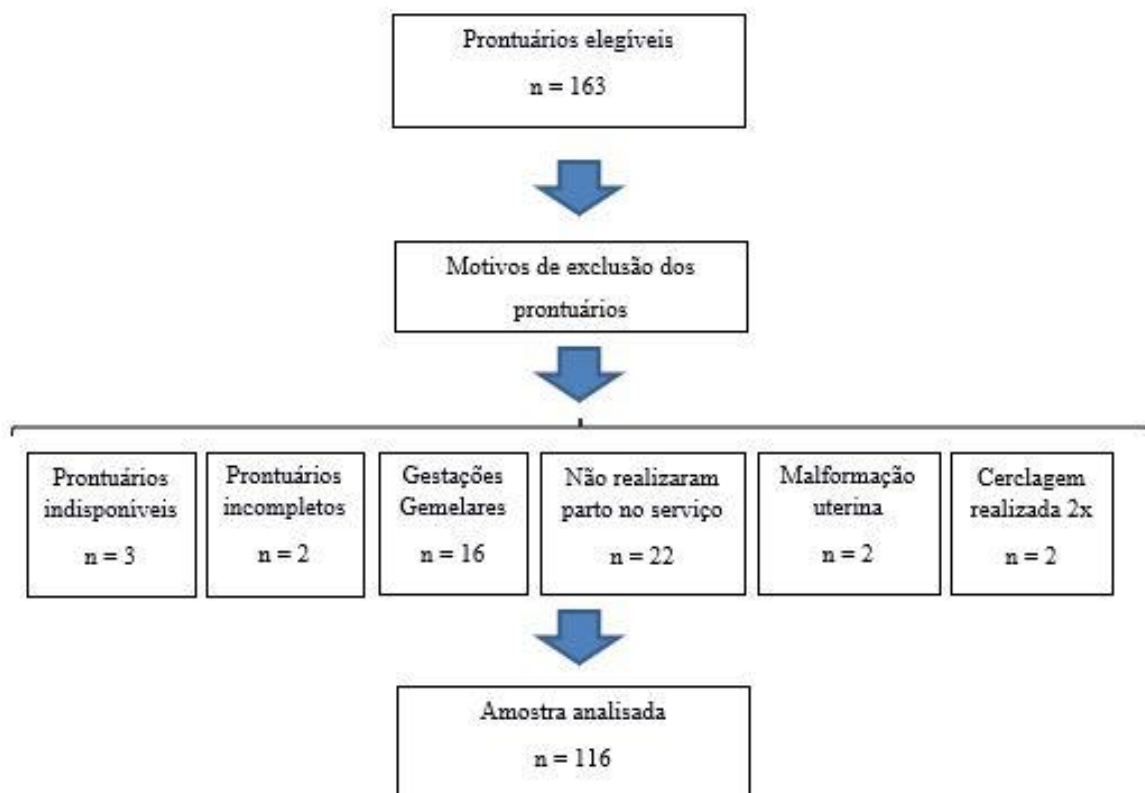 Prontuários elegíveis
n = 163
Motivos de exclusão dos
prontuários
Prontuários
indisponíveis
n = 3
Prontuários
incompletos
n = 2
Gestações
Gemelares
n = 16
Não realizaram
parto no serviço
n = 22
Malformação
uterina
n = 2
Cerclagem
realizada 2x
n = 2
Amostra analisada
n = 116